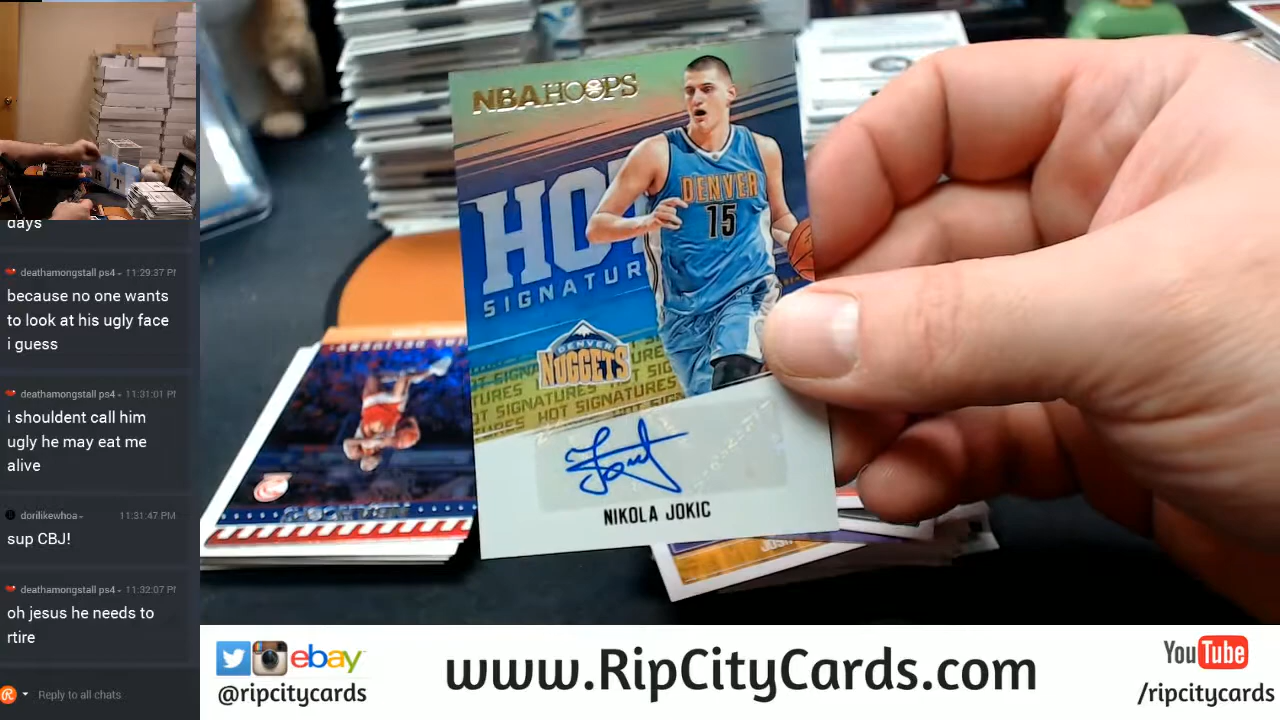 days
deathamongstall ps4 - 11:29:37 PM
because no one wants
to look at his ugly face
i guess
deathamongstall ps4 - 11:31:01 PM
i shouldent call him
ugly he may eat me
alive
dorilikewhoa - 11:31:47 PM
sup CBJ!
deathamongstall ps4 - 11:32:07 PM
oh jesus he needs to
rtire
Reply to all chats
NBA HOOPS
HOT
SIGNATUR
DENVER
15
DENVER
NUGGETS
HOT SIGNATURES
HOT SIGNATURES
NIKOLA JOKIC
ebay
@ripcitycards
www.RipCityCards.com
YouTube
/ripcitycards